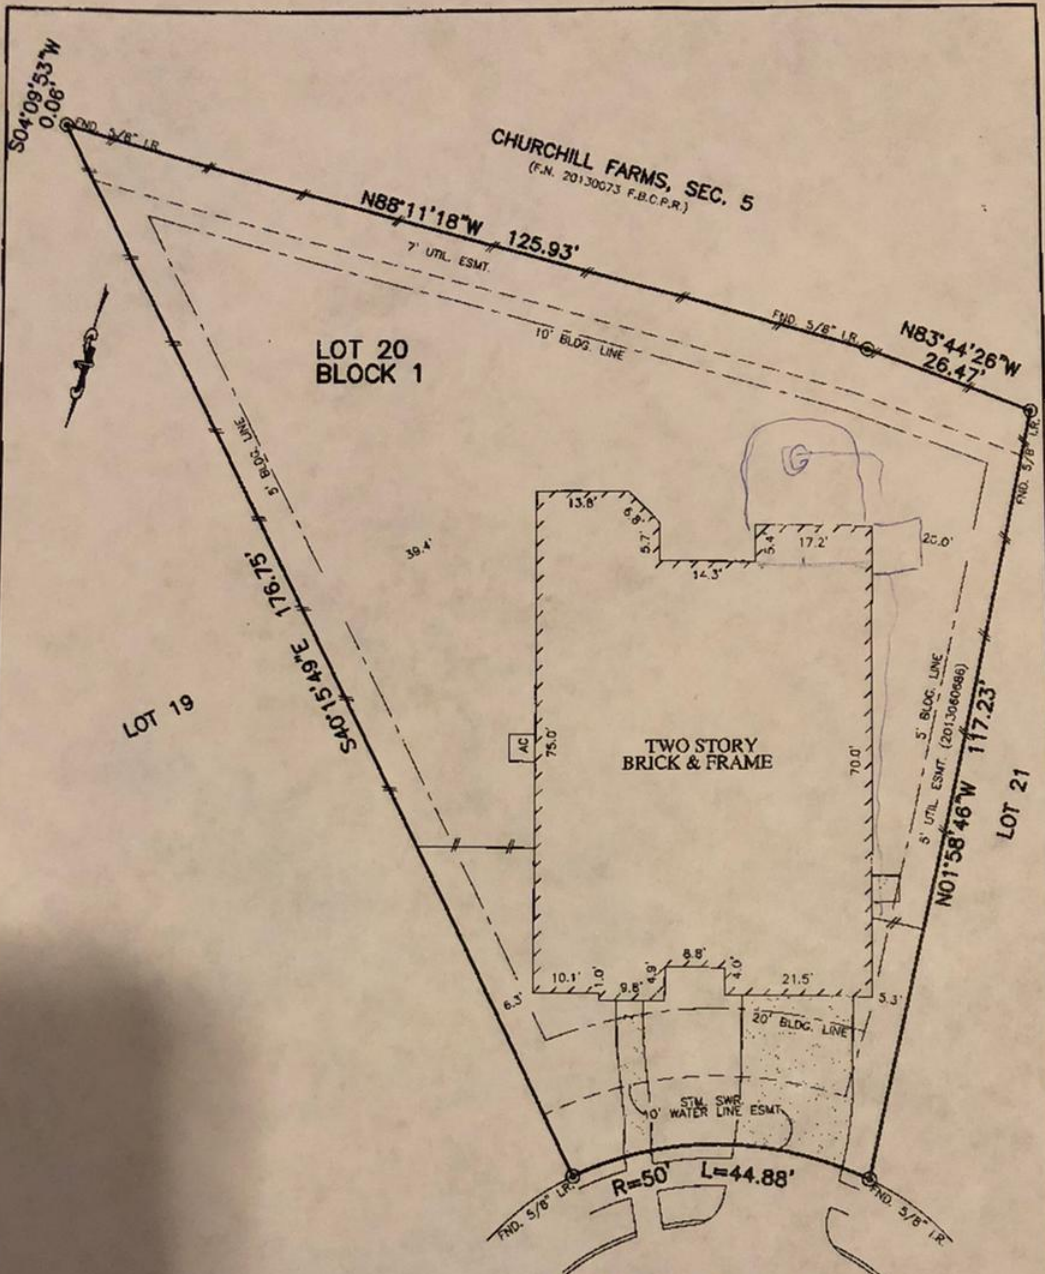 S04°09'53"W
0.06'
FND. 5/8" I.R.
CHURCHILL FARMS, SEC. 5
(F.N. 20130073 F.B.C.P.R.)
N88°11'18"W 125.93'
7' UTIL. ESMT.
FND. 5/8" I.R.
N83°44'26"W
26.47'
10' BLDG. LINE
LOT 20
BLOCK 1
FND. 5/8" I.R.
5' BLDG. LINE
13.8'
6.8'
5.7'
14.3'
5.4'
17.2'
39.4'
S40°15'49"E 176.75'
LOT 19
AC
75.0'
TWO STORY
BRICK & FRAME
70.0'
5' BLDG. LINE
5' UTIL. ESMT. (2013060686)
N01°58'46"W 117.23'
LOT 21
10.1'
1.0'
9.8'
4.9'
8.8'
4.0'
21.5'
6.3'
5.3'
20' BLDG. LINE
STM. SWR.
10' WATER LINE ESMT.
R=50' L=44.88'
FND. 5/8" I.R.
FND. 5/8" I.R.